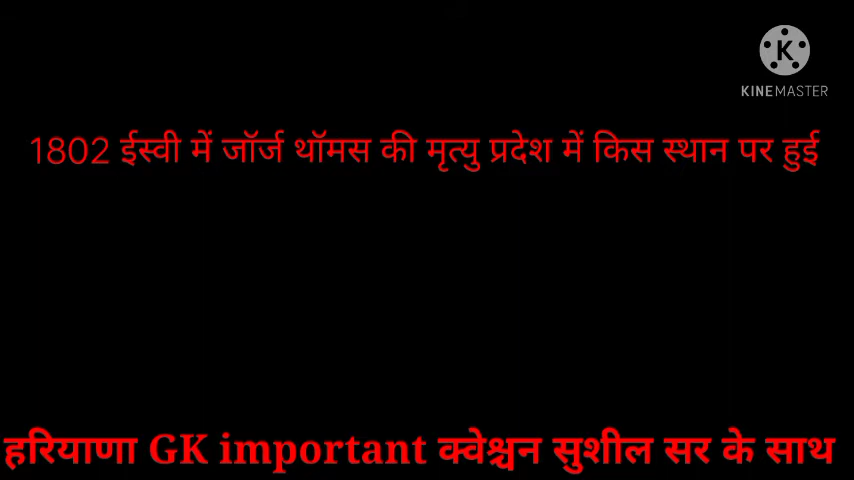 K
KINEMASTER
1802 ईस्वी में जॉर्ज थॉमस की मृत्यु प्रदेश में किस स्थान पर हुई
हरियाणा GK important क्वेश्चन सुशील सर के साथ